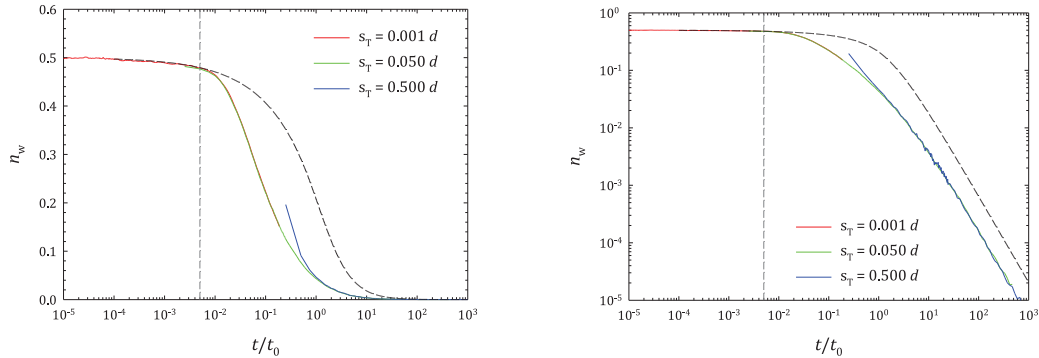 0.6
0.5
0.4
0.3
0.2
0.1
0.0
n_w
10^-5 10^-4 10^-3 10^-2 10^-1 10^0 10^1 10^2 10^3
t/t_0
s_T = 0.001 d
s_T = 0.050 d
s_T = 0.500 d
10^0
10^-1
10^-2
10^-3
10^-4
10^-5
n_w
s_T = 0.001 d
s_T = 0.050 d
s_T = 0.500 d
10^-5 10^-4 10^-3 10^-2 10^-1 10^0 10^1 10^2 10^3
t/t_0